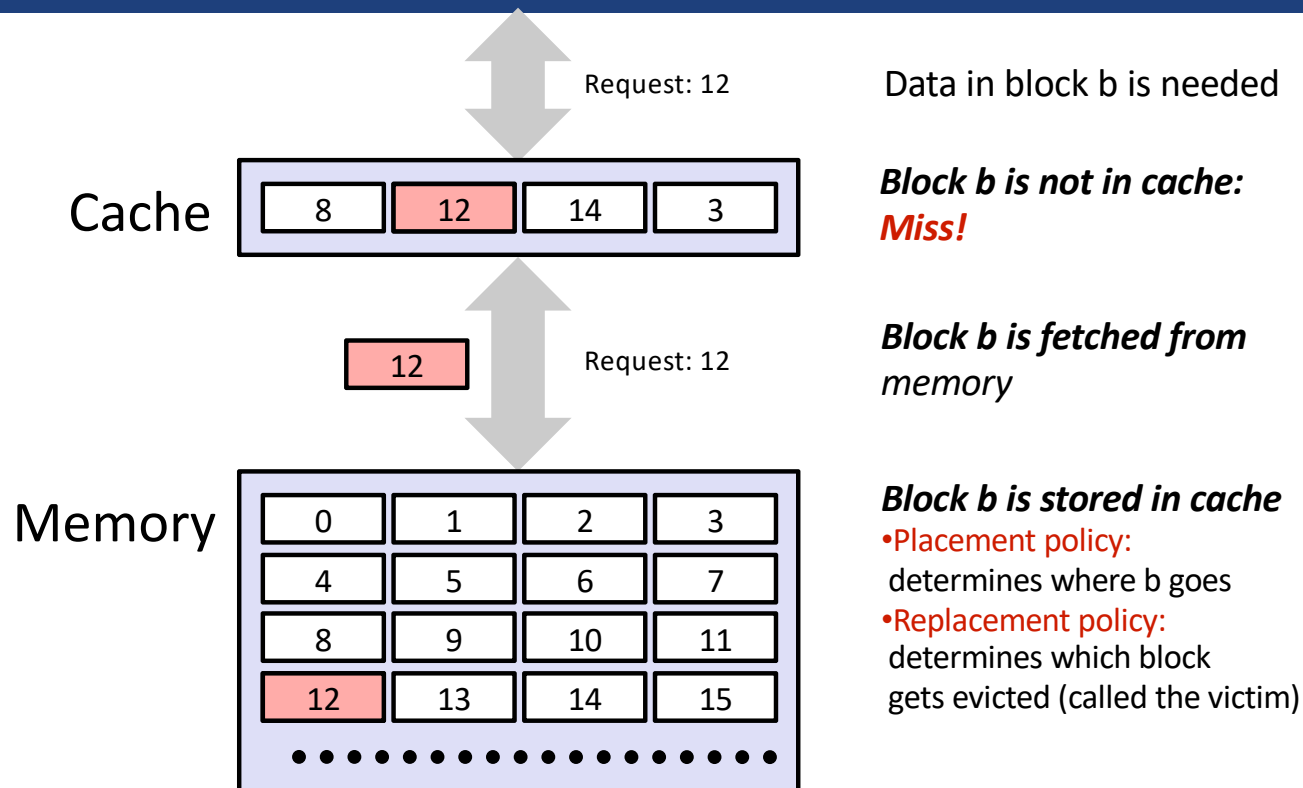 Request: 12
Data in block b is needed
Cache
8 12 14 3
Block b is not in cache:
Miss!
12
Request: 12
Block b is fetched from
memory
Memory
0 1 2 3
4 5 6 7
8 9 10 11
12 13 14 15
Block b is stored in cache
•Placement policy:
determines where b goes
•Replacement policy:
determines which block
gets evicted (called the victim)